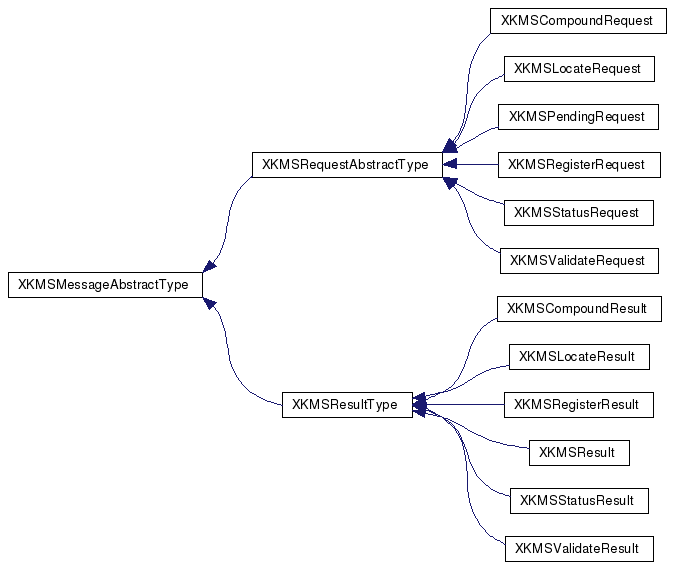 XKMSCompoundRequest
XKMSLocateRequest
XKMSPendingRequest
XKMSRequestAbstractType
XKMSRegisterRequest
XKMSStatusRequest
XKMSValidateRequest
XKMSMessageAbstractType
XKMSCompoundResult
XKMSLocateResult
XKMSResultType
XKMSRegisterResult
XKMSResult
XKMSStatusResult
XKMSValidateResult